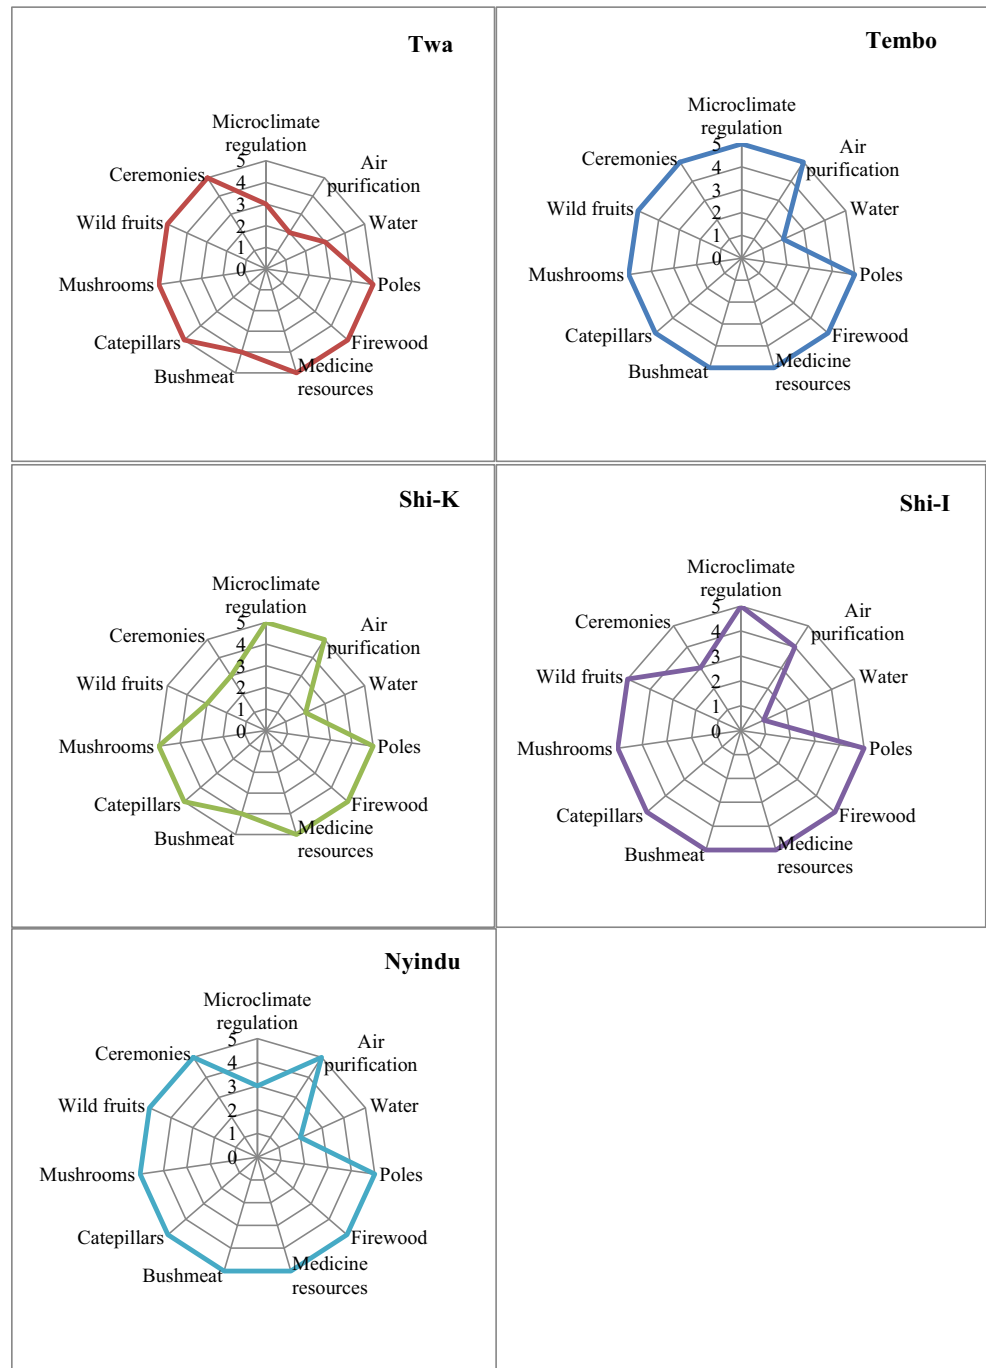 Twa
Microclimate
regulation
Air
purification
Water
Poles
Firewood
Medicine
resources
Bushmeat
Catepillars
Mushrooms
Wild fruits
Ceremonies
5
4
3
2
1
0
Tembo
Microclimate
regulation
Air
purification
Water
Poles
Firewood
Medicine
resources
Bushmeat
Catepillars
Mushrooms
Wild fruits
Ceremonies
5
4
3
2
1
0
Shi-K
Microclimate
regulation
Air
purification
Water
Poles
Firewood
Medicine
resources
Bushmeat
Catepillars
Mushrooms
Wild fruits
Ceremonies
5
4
3
2
1
0
Shi-I
Microclimate
regulation
Air
purification
Water
Poles
Firewood
Medicine
resources
Bushmeat
Catepillars
Mushrooms
Wild fruits
Ceremonies
5
4
3
2
1
0
Nyindu
Microclimate
regulation
Air
purification
Water
Poles
Firewood
Medicine
resources
Bushmeat
Catepillars
Mushrooms
Wild fruits
Ceremonies
5
4
3
2
1
0